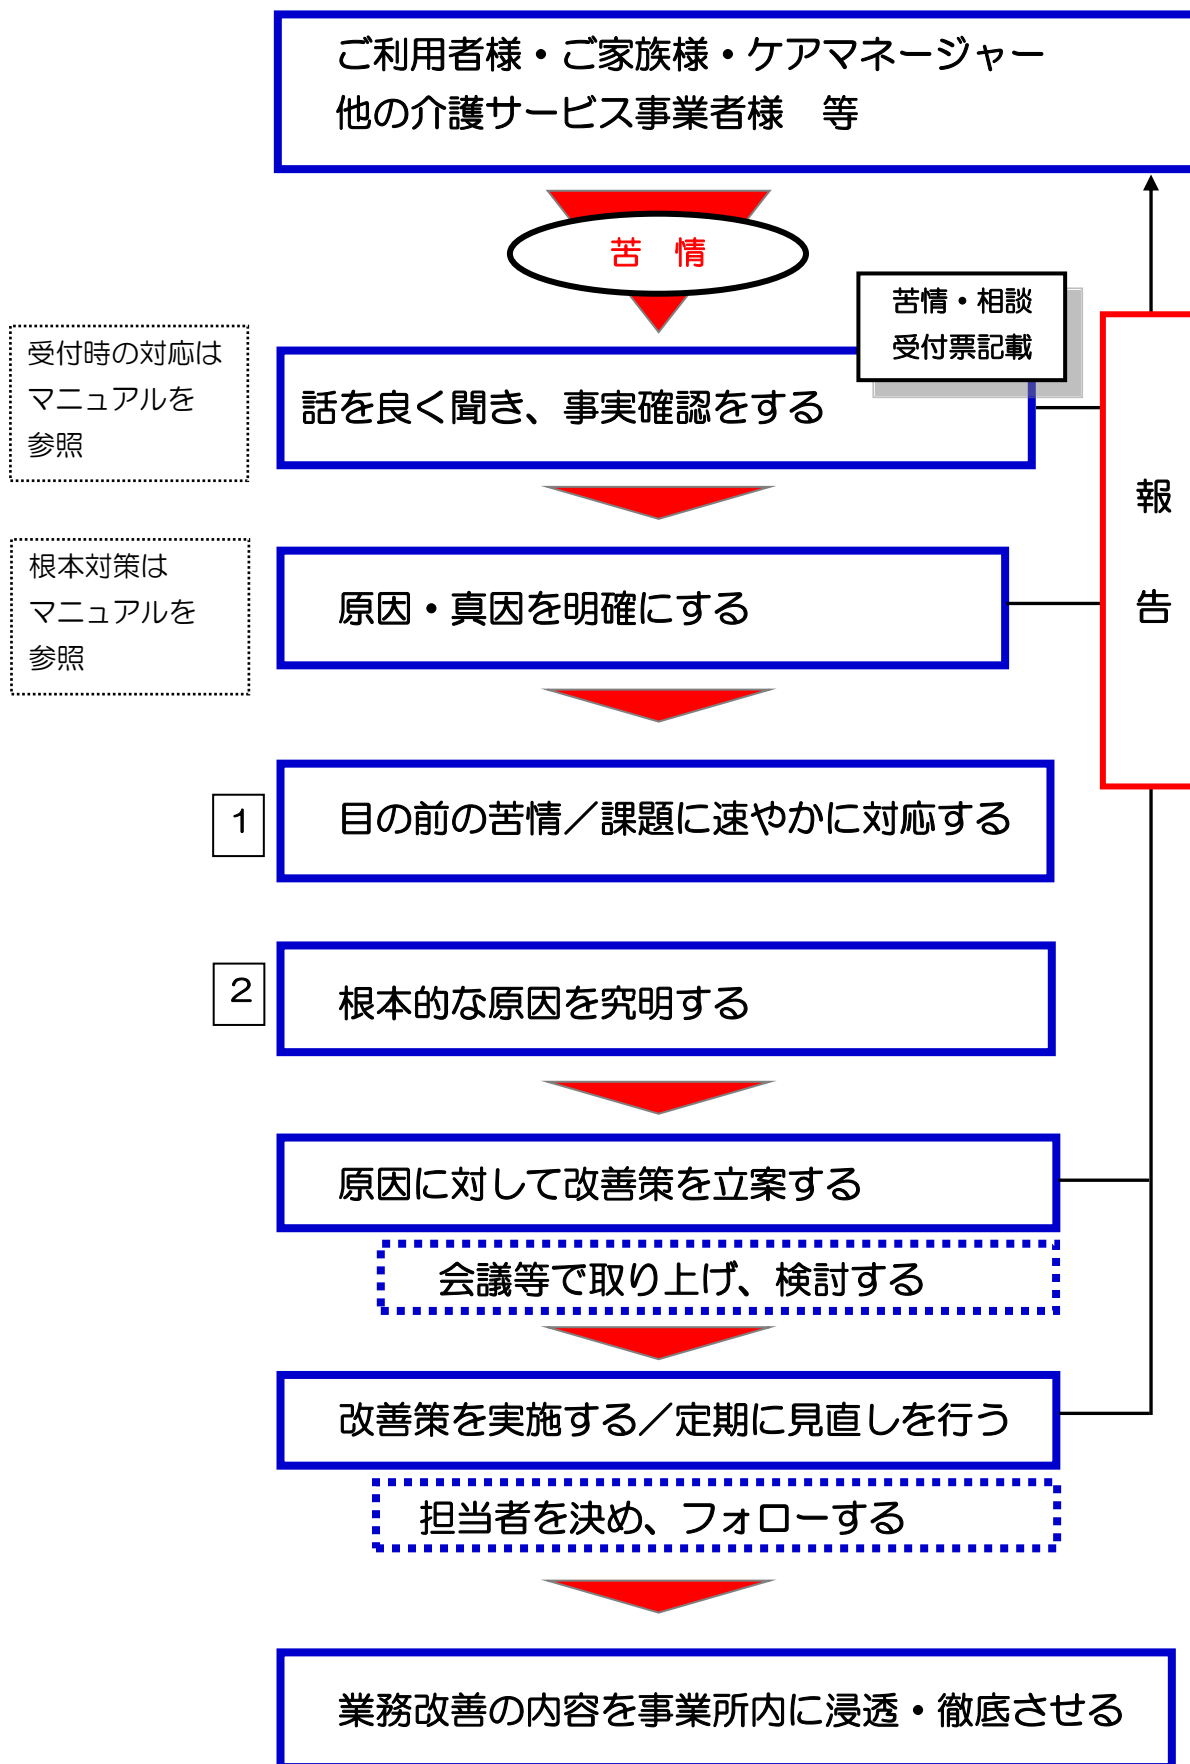 ご利用者様・ご家族様・ケアマネージャー
他の介護サービス事業者様　等
苦　情
苦情・相談
受付票記載
受付時の対応は
マニュアルを
参照
話を良く聞き、事実確認をする
報
告
根本対策は
マニュアルを
参照
原因・真因を明確にする
1
目の前の苦情／課題に速やかに対応する
2
根本的な原因を究明する
原因に対して改善策を立案する
会議等で取り上げ、検討する
改善策を実施する／定期に見直しを行う
担当者を決め、フォローする
業務改善の内容を事業所内に浸透・徹底させる